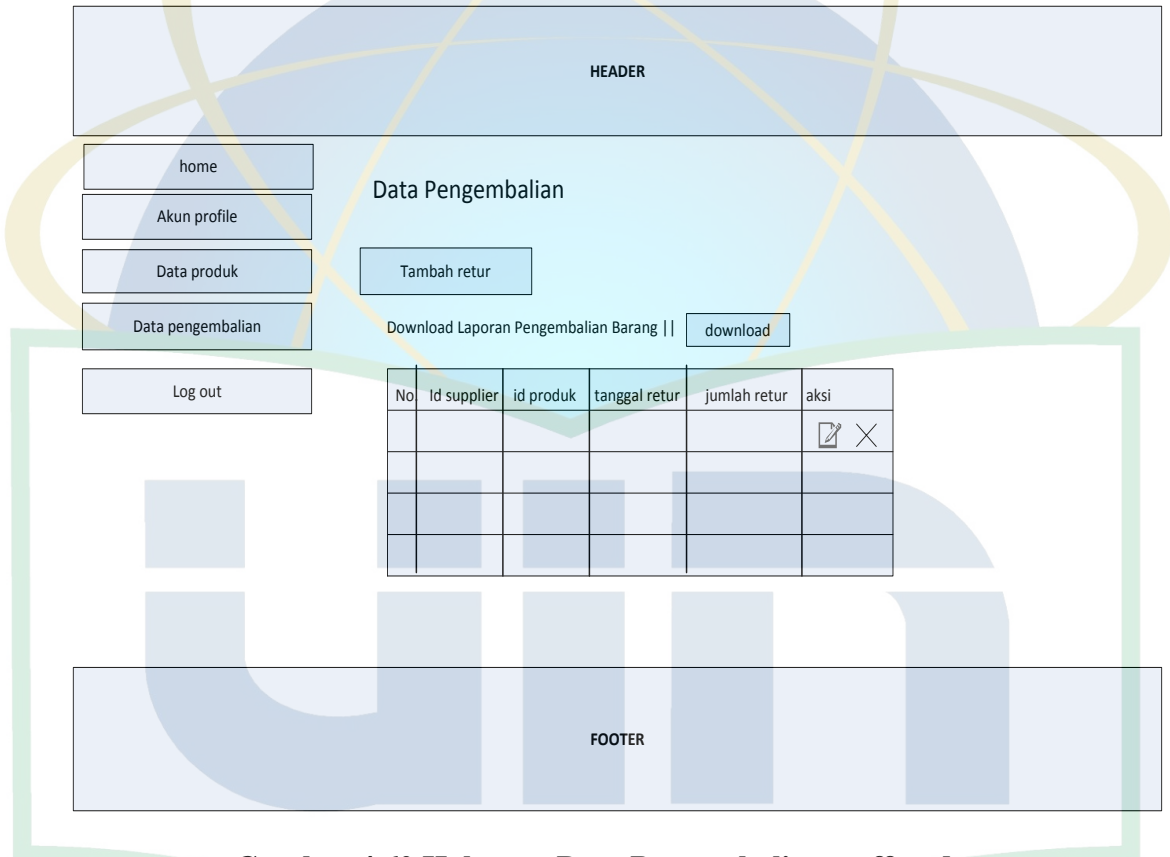 HEADER
home
Akun profile
Data produk
Data pengembalian
Log out
Data Pengembalian
Tambah retur
Download Laporan Pengembalian Barang || download
No. Id supplier id produk tanggal retur jumlah retur aksi
FOOTER